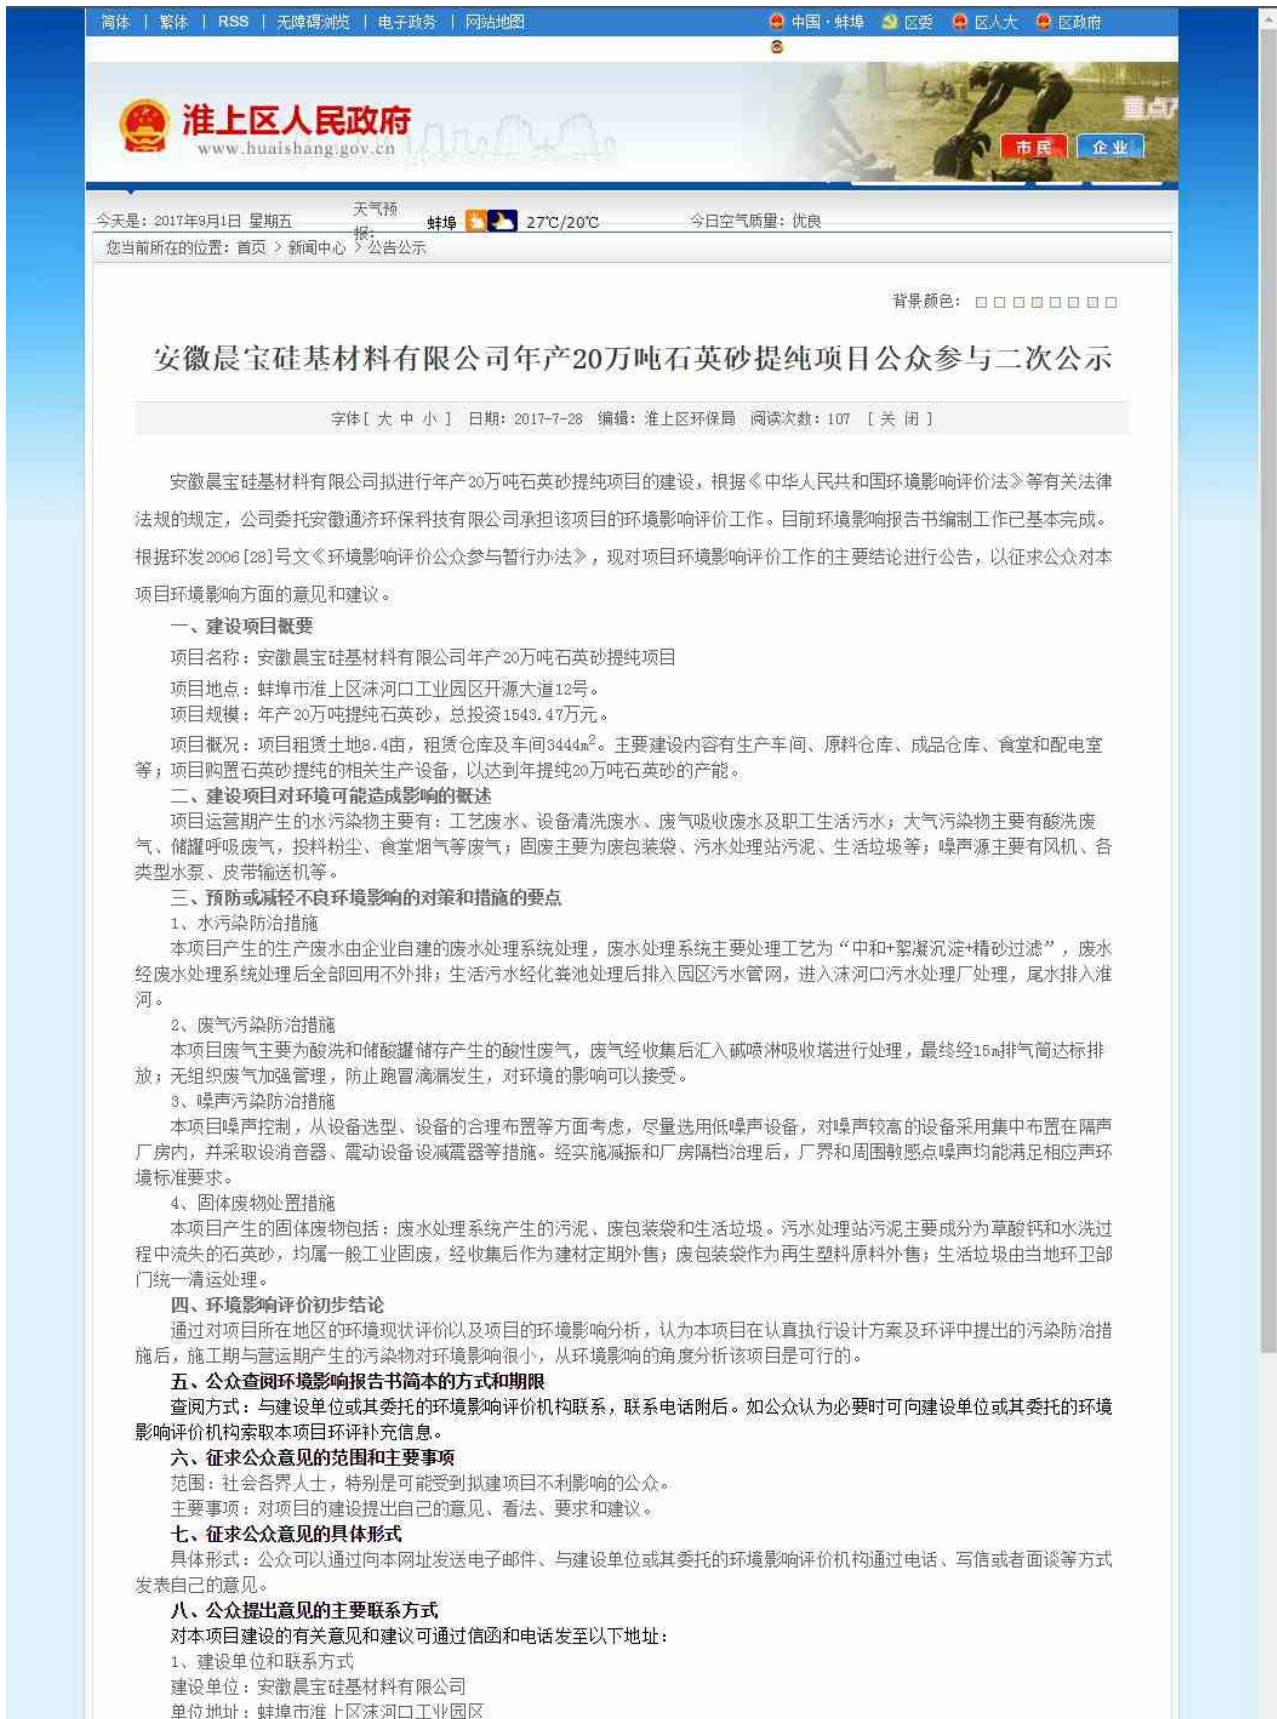 简体 | 繁体 | RSS | 无障碍浏览 | 电子政务 | 网站地图 中国·蚌埠 区委 区人大 区政府
淮上区人民政府
www.huaishang.gov.cn
重点
市民 企业
今天是：2017年9月1日 星期五 天气预报： 蚌埠 27℃/20℃ 今日空气质量：优良
您当前所在的位置：首页 > 新闻中心 > 公告公示
背景颜色：
安徽晨宝硅基材料有限公司年产20万吨石英砂提纯项目公众参与二次公示
字体[ 大 中 小 ] 日期：2017-7-28 编辑：淮上区环保局 阅读次数：107 [ 关 闭 ]
安徽晨宝硅基材料有限公司拟进行年产20万吨石英砂提纯项目的建设，根据《中华人民共和国环境影响评价法》等有关法律
法规的规定，公司委托安徽通济环保科技有限公司承担该项目的环境影响评价工作。目前环境影响报告书编制工作已基本完成。
根据环发2006[28]号文《环境影响评价公众参与暂行办法》，现对项目环境影响评价工作的主要结论进行公告，以征求公众对本
项目环境影响方面的意见和建议。
一、建设项目概要
项目名称：安徽晨宝硅基材料有限公司年产20万吨石英砂提纯项目
项目地点：蚌埠市淮上区沫河口工业园区开源大道12号。
项目规模：年产20万吨提纯石英砂，总投资1543.47万元。
项目概况：项目租赁土地8.4亩，租赁仓库及车间3444m²。主要建设内容有生产车间、原料仓库、成品仓库、食堂和配电室
等；项目购置石英砂提纯的相关生产设备，以达到年提纯20万吨石英砂的产能。
二、建设项目对环境可能造成影响的概述
项目运营期产生的水污染物主要有：工艺废水、设备清洗废水、废气吸收废水及职工生活污水；大气污染物主要有酸洗废
气、储罐呼吸废气，投料粉尘、食堂烟气等废气；固废主要为废包装袋、污水处理站污泥、生活垃圾等；噪声源主要有风机、各
类型水泵、皮带输送机等。
三、预防或减轻不良环境影响的对策和措施的要点
1、水污染防治措施
本项目产生的生产废水由企业自建的废水处理系统处理，废水处理系统主要处理工艺为“中和+絮凝沉淀+精砂过滤”，废水
经废水处理系统处理后全部回用不外排；生活污水经化粪池处理后排入园区污水管网，进入沫河口污水处理厂处理，尾水排入淮
河。
2、废气污染防治措施
本项目废气主要为酸洗和储酸罐储存产生的酸性废气，废气经收集后汇入碱喷淋吸收塔进行处理，最终经15m排气筒达标排
放；无组织废气加强管理，防止跑冒滴漏发生，对环境的影响可以接受。
3、噪声污染防治措施
本项目噪声控制，从设备选型、设备的合理布置等方面考虑，尽量选用低噪声设备，对噪声较高的设备采用集中布置在隔声
厂房内，并采取设消音器、震动设备设减震器等措施。经实施减振和厂房隔档治理后，厂界和周围敏感点噪声均能满足相应声环
境标准要求。
4、固体废物处置措施
本项目产生的固体废物包括：废水处理系统产生的污泥、废包装袋和生活垃圾。污水处理站污泥主要成分为草酸钙和水洗过
程中流失的石英砂，均属一般工业固废，经收集后作为建材定期外售；废包装袋作为再生塑料原料外售；生活垃圾由当地环卫部
门统一清运处理。
四、环境影响评价初步结论
通过对项目所在地区的环境现状评价以及项目的环境影响分析，认为本项目在认真执行设计方案及环评中提出的污染防治措
施后，施工期与营运期产生的污染物对环境影响很小，从环境影响的角度分析该项目是可行的。
五、公众查阅环境影响报告书简本的方式和期限
查阅方式：与建设单位或其委托的环境影响评价机构联系，联系电话附后。如公众认为必要时可向建设单位或其委托的环境
影响评价机构索取本项目环评补充信息。
六、征求公众意见的范围和主要事项
范围：社会各界人士，特别是可能受到拟建项目不利影响的公众。
主要事项：对项目的建设提出自己的意见、看法、要求和建议。
七、征求公众意见的具体形式
具体形式：公众可以通过向本网址发送电子邮件、与建设单位或其委托的环境影响评价机构通过电话、写信或者面谈等方式
发表自己的意见。
八、公众提出意见的主要联系方式
对本项目建设的有关意见和建议可通过信函和电话发至以下地址：
1、建设单位和联系方式
建设单位：安徽晨宝硅基材料有限公司
单位地址：蚌埠市淮上区沫河口工业园区